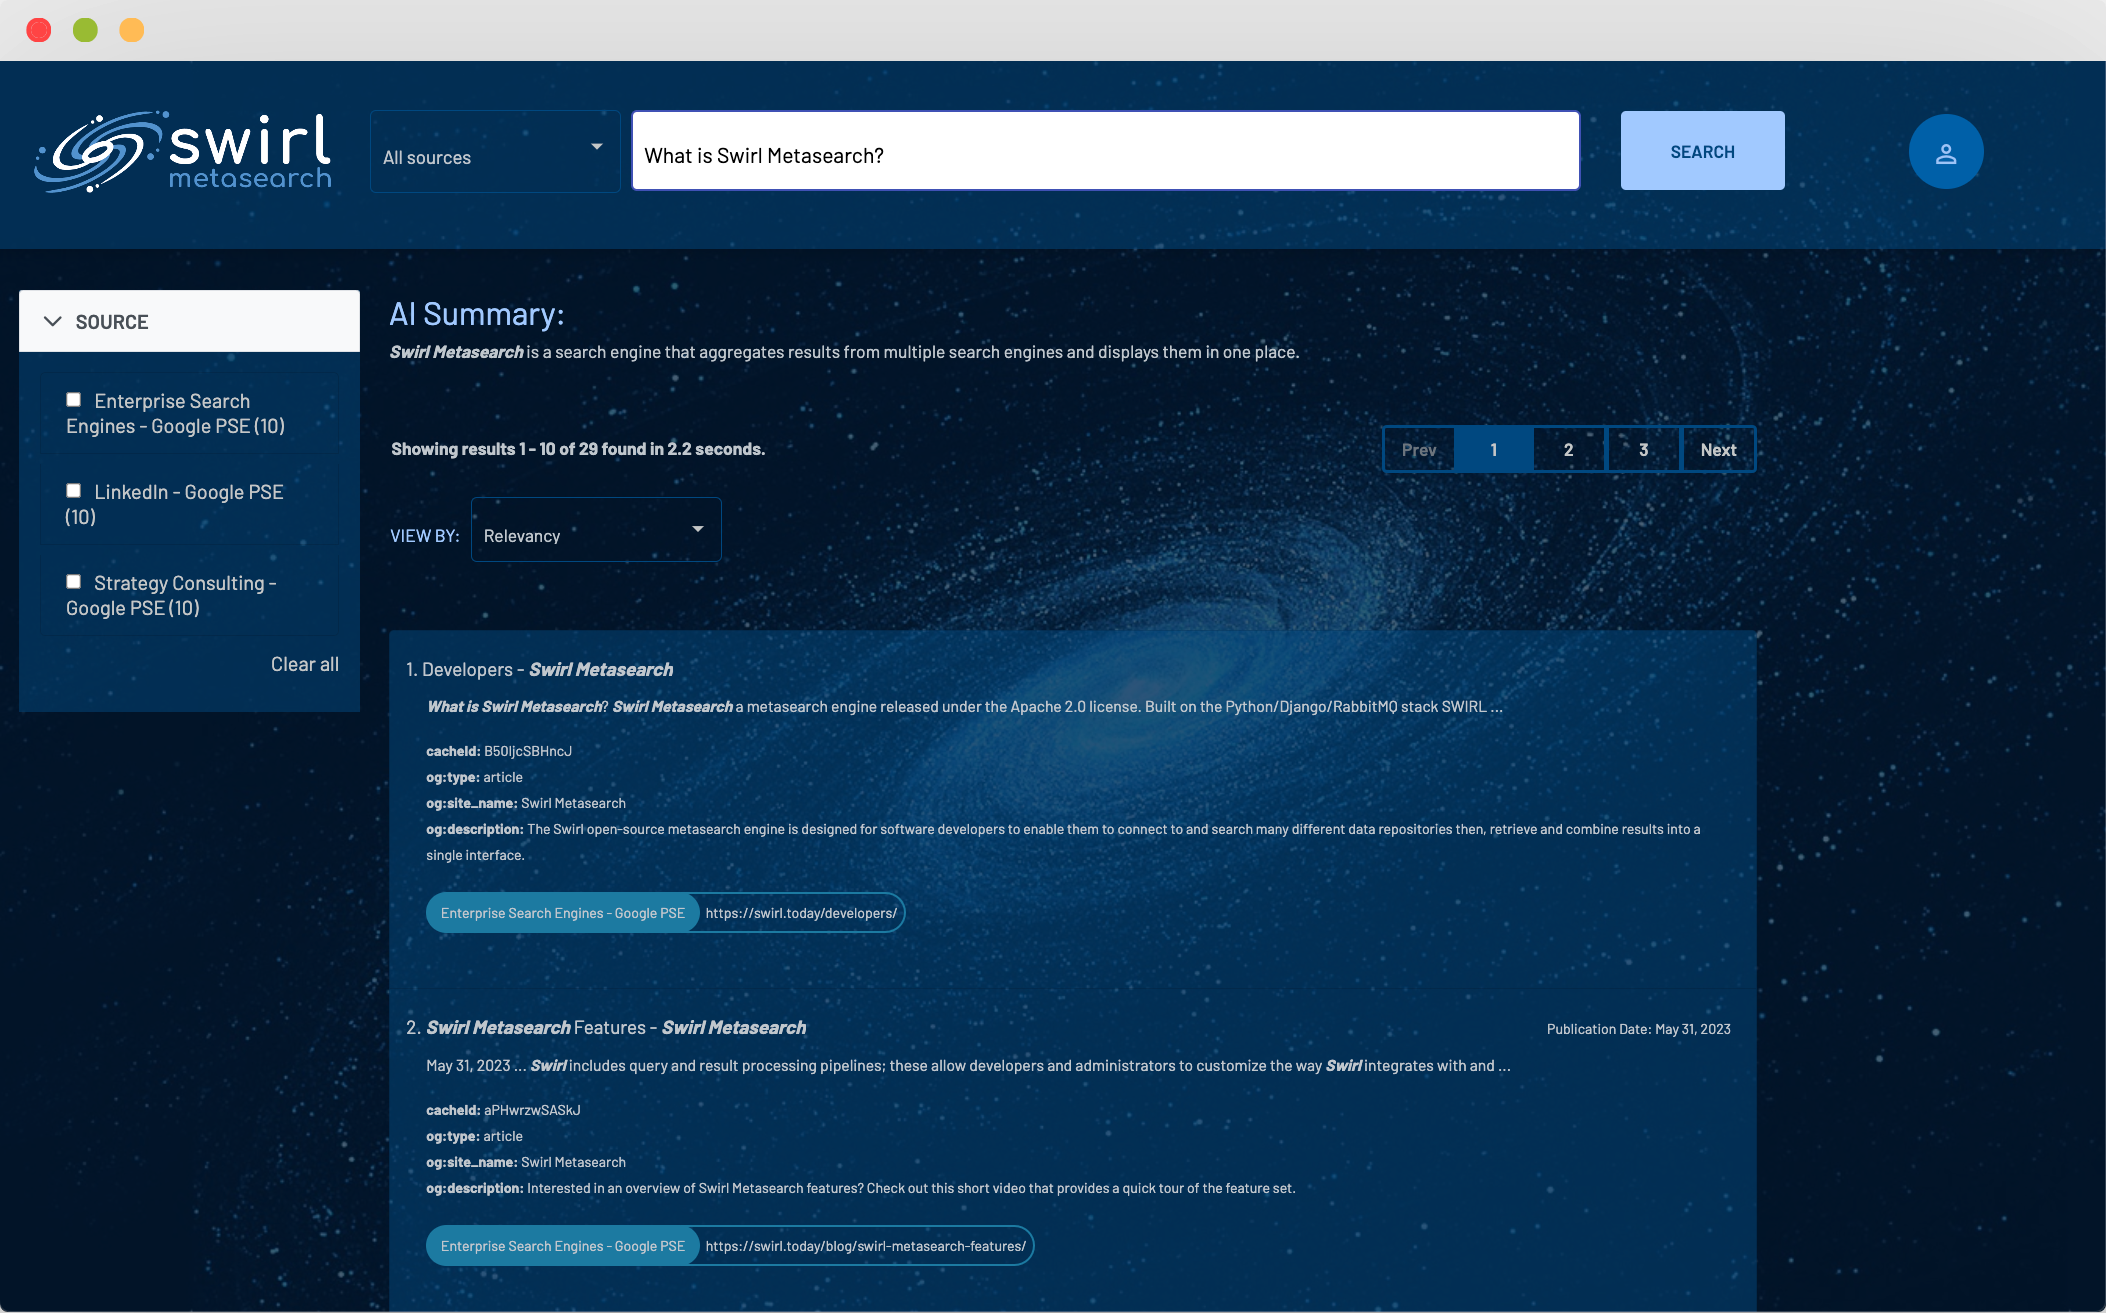 swirl
metasearch
All sources
What is Swirl Metasearch?
SEARCH
SOURCE
Enterprise Search
Engines - Google PSE (10)
LinkedIn - Google PSE
(10)
Strategy Consulting -
Google PSE (10)
Clear all
AI Summary:
Swirl Metasearch is a search engine that aggregates results from multiple search engines and displays them in one place.
Showing results 1 - 10 of 29 found in 2.2 seconds.
Prev 1 2 3 Next
VIEW BY: Relevancy
1. Developers - Swirl Metasearch
What is Swirl Metasearch? Swirl Metasearch a metasearch engine released under the Apache 2.0 license. Built on the Python/Django/RabbitMQ stack SWIRL ...
cacheId: B50ljcSBHncJ
og:type: article
og:site_name: Swirl Metasearch
og:description: The Swirl open-source metasearch engine is designed for software developers to enable them to connect to and search many different data repositories then, retrieve and combine results into a
single interface.
Enterprise Search Engines - Google PSE https://swirl.today/developers/
2. Swirl Metasearch Features - Swirl Metasearch
Publication Date: May 31, 2023
May 31, 2023 ... Swirl includes query and result processing pipelines; these allow developers and administrators to customize the way Swirl integrates with and ...
cacheId: aPHwrzwSASkJ
og:type: article
og:site_name: Swirl Metasearch
og:description: Interested in an overview of Swirl Metasearch features? Check out this short video that provides a quick tour of the feature set.
Enterprise Search Engines - Google PSE https://swirl.today/blog/swirl-metasearch-features/